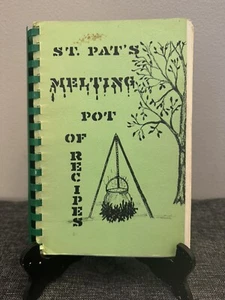 ST. PAT'S
MELTING
POT
OF RECIPES